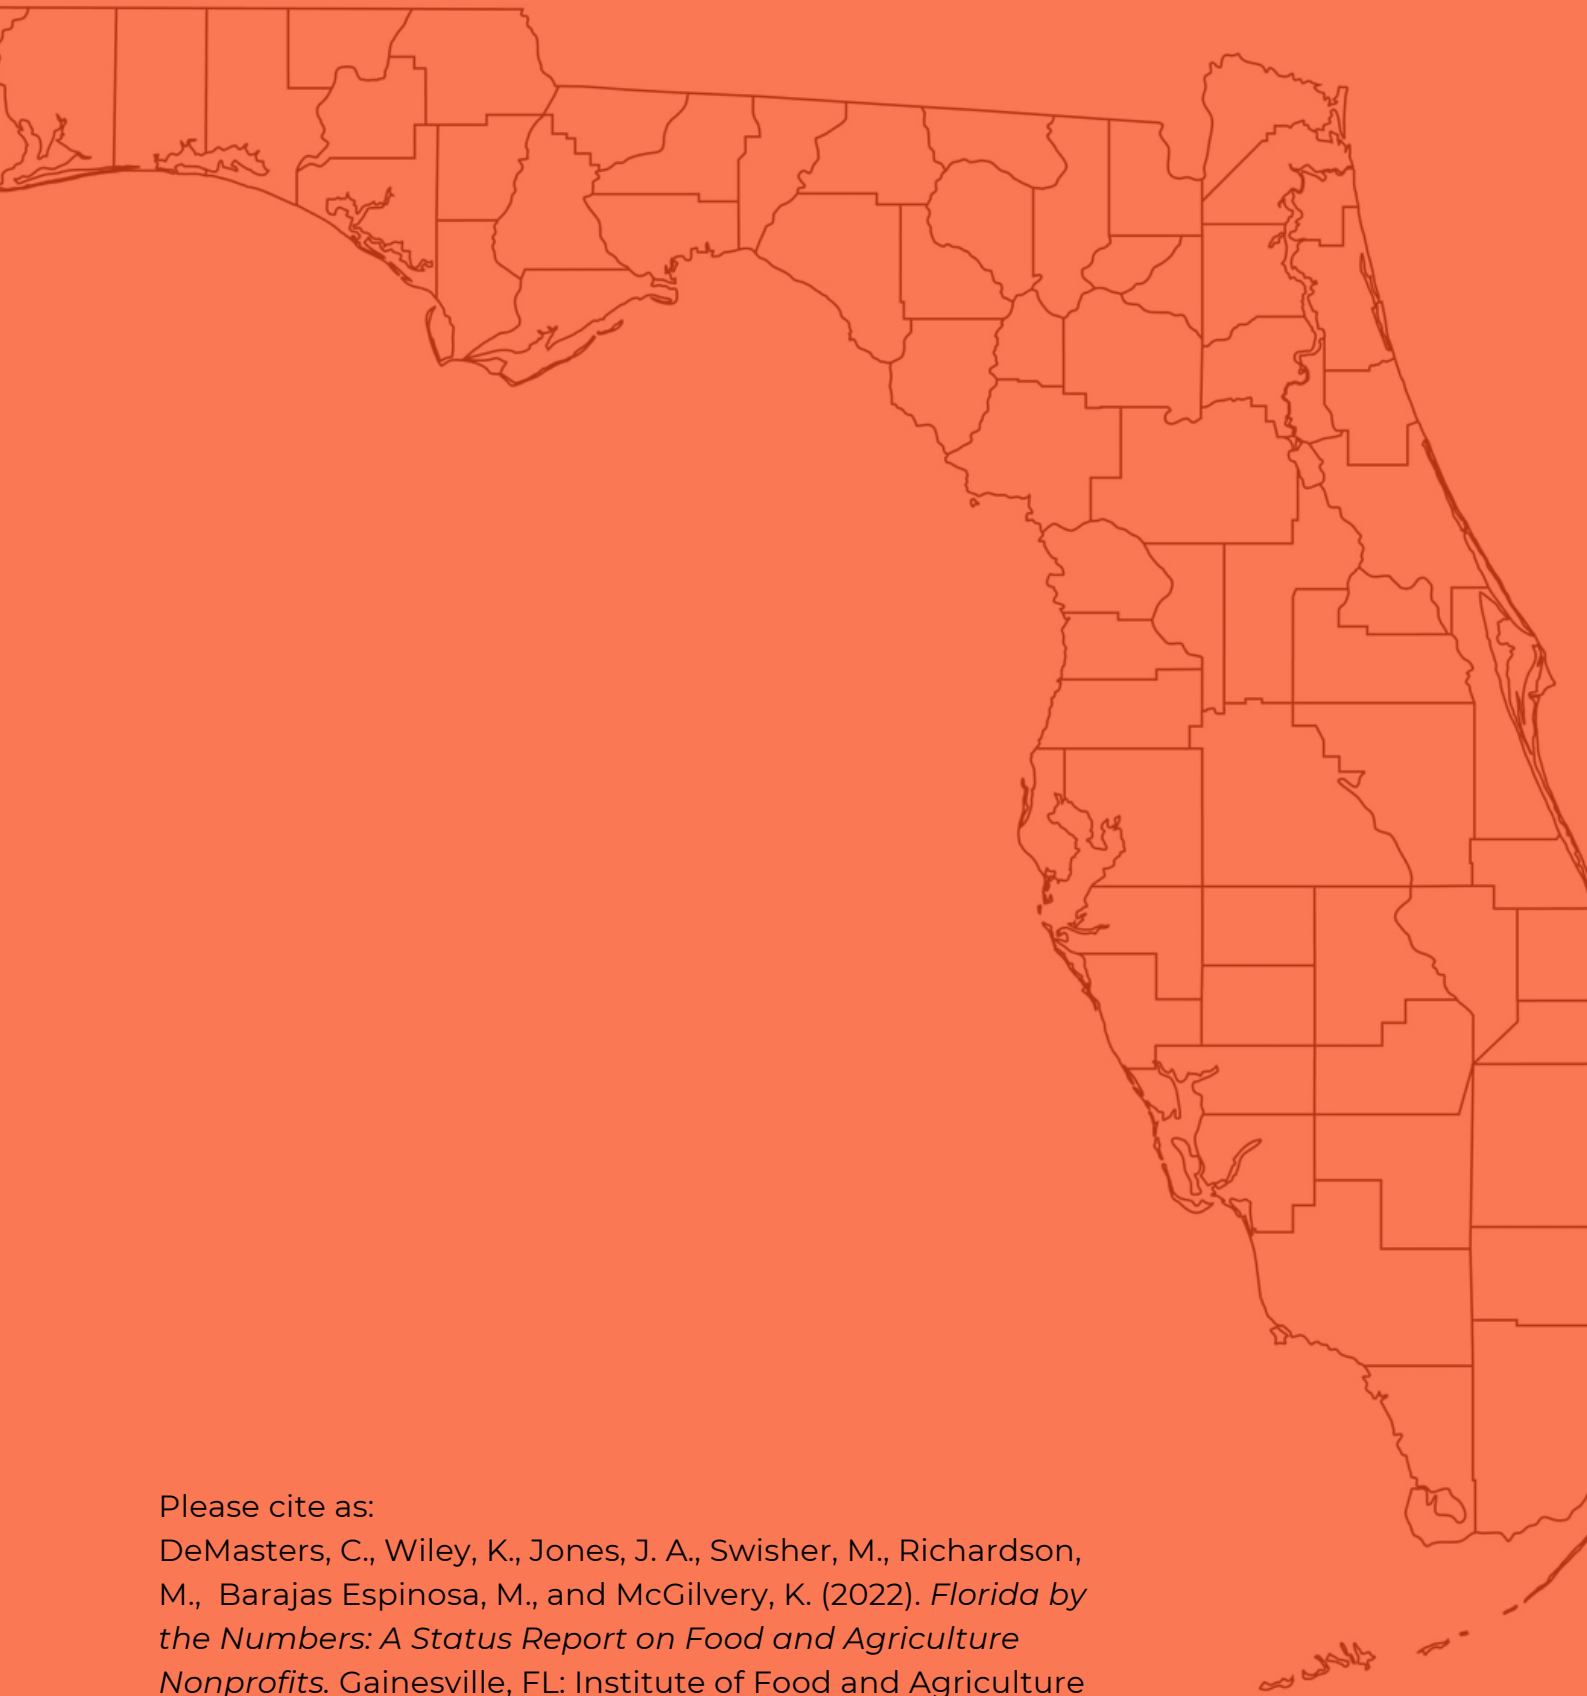 Please cite as:
DeMasters, C., Wiley, K., Jones, J. A., Swisher, M., Richardson,
M.,  Barajas Espinosa, M., and McGilvery, K. (2022). Florida by
the Numbers: A Status Report on Food and Agriculture
Nonprofits. Gainesville, FL: Institute of Food and Agriculture